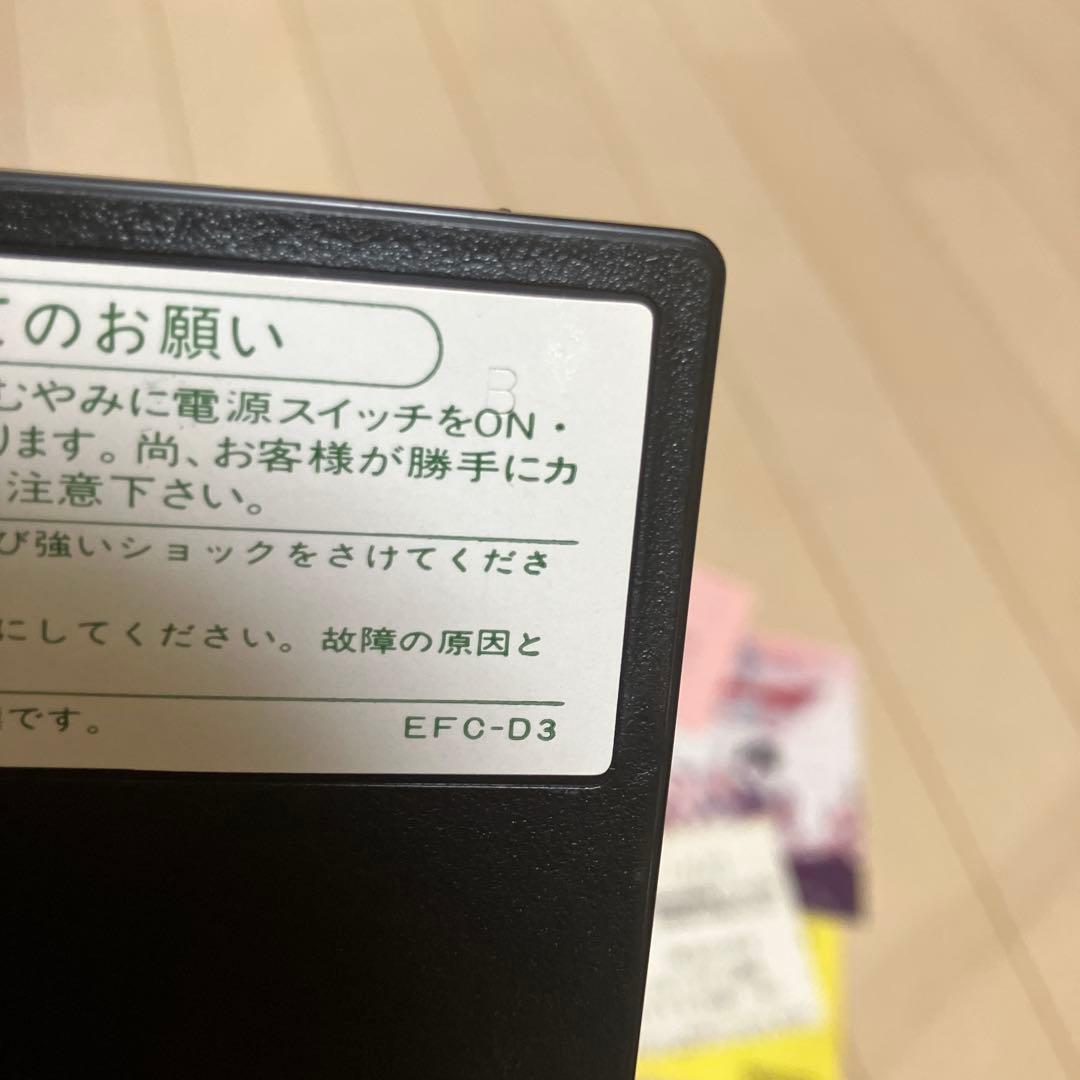 てのお願い
B
むやみに電源スイッチをON・
ります。尚、お客様が勝手にカ
注意下さい。
び強いショックをさけてくださ
にしてください。故障の原因と
です。
EFC-D3